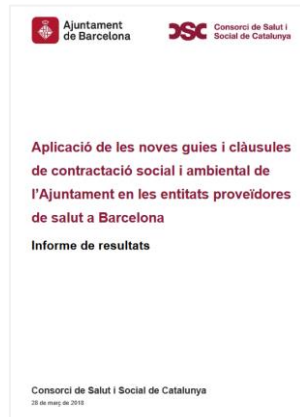 Ajuntament
de Barcelona
CSC
Consorci de Salut i
Social de Catalunya
Aplicació de les noves guies i clàusules
de contractació social i ambiental de
l'Ajuntament en les entitats proveïdores
de salut a Barcelona
Informe de resultats
Consorci de Salut i Social de Catalunya
28 de març de 2018